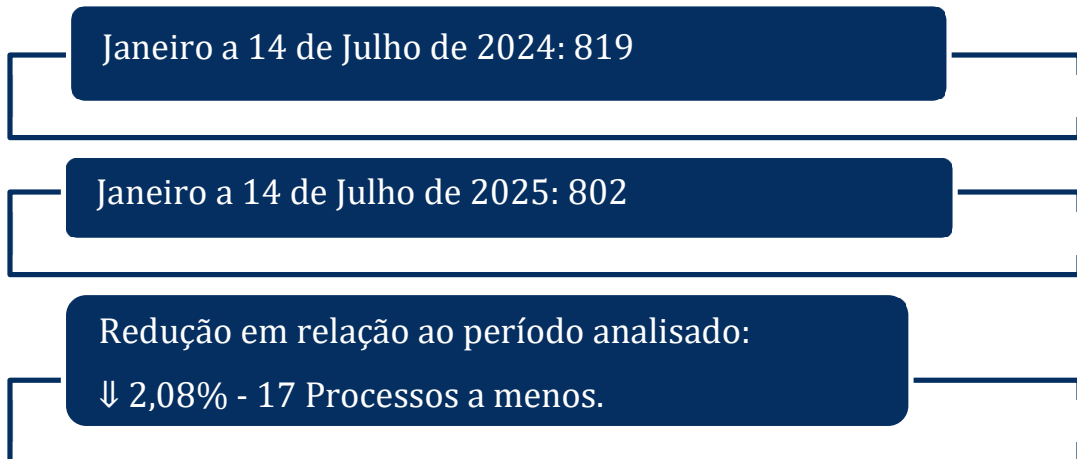 Janeiro a 14 de Julho de 2024: 819
Janeiro a 14 de Julho de 2025: 802
Redução em relação ao período analisado:
⇓ 2,08% - 17 Processos a menos.